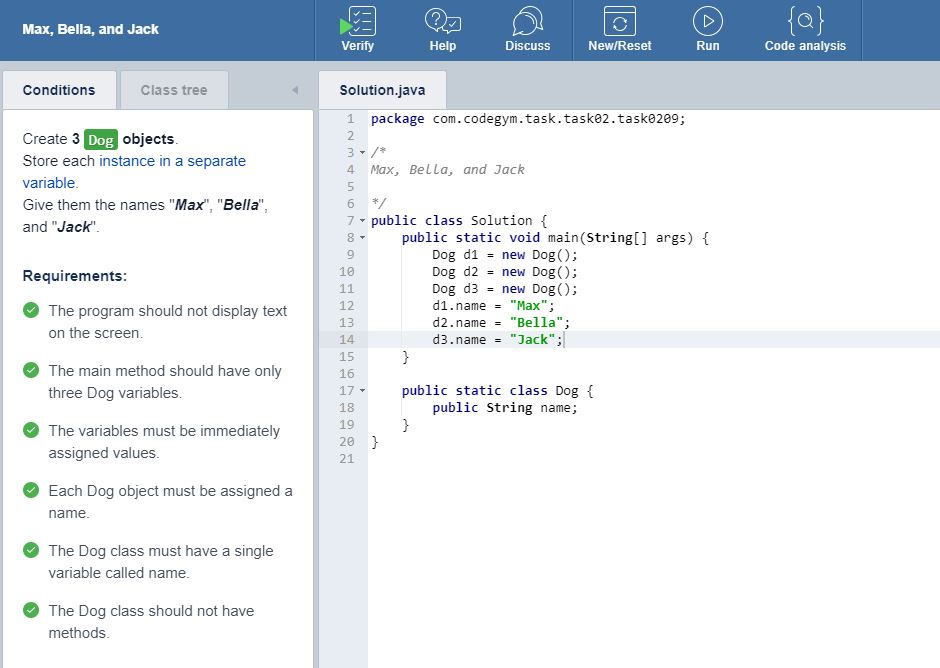 Max, Bella, and Jack
Verify
Help
Discuss
New/Reset
Run
Code analysis
Conditions
Class tree
Solution.java
Create 3 Dog objects.
Store each instance in a separate
variable.
Give them the names "Max", "Bella",
and "Jack".
Requirements:
The program should not display text
on the screen.
The main method should have only
three Dog variables.
The variables must be immediately
assigned values.
Each Dog object must be assigned a
name.
The Dog class must have a single
variable called name.
The Dog class should not have
methods.
1 package com.codegym.task.task02.task0209;
2
3 /*
4 Max, Bella, and Jack
5
6 */
7 public class Solution {
8     public static void main(String[] args) {
9         Dog d1 = new Dog();
10         Dog d2 = new Dog();
11         Dog d3 = new Dog();
12         d1.name = "Max";
13         d2.name = "Bella";
14         d3.name = "Jack";
15     }
16
17     public static class Dog {
18         public String name;
19     }
20 }
21